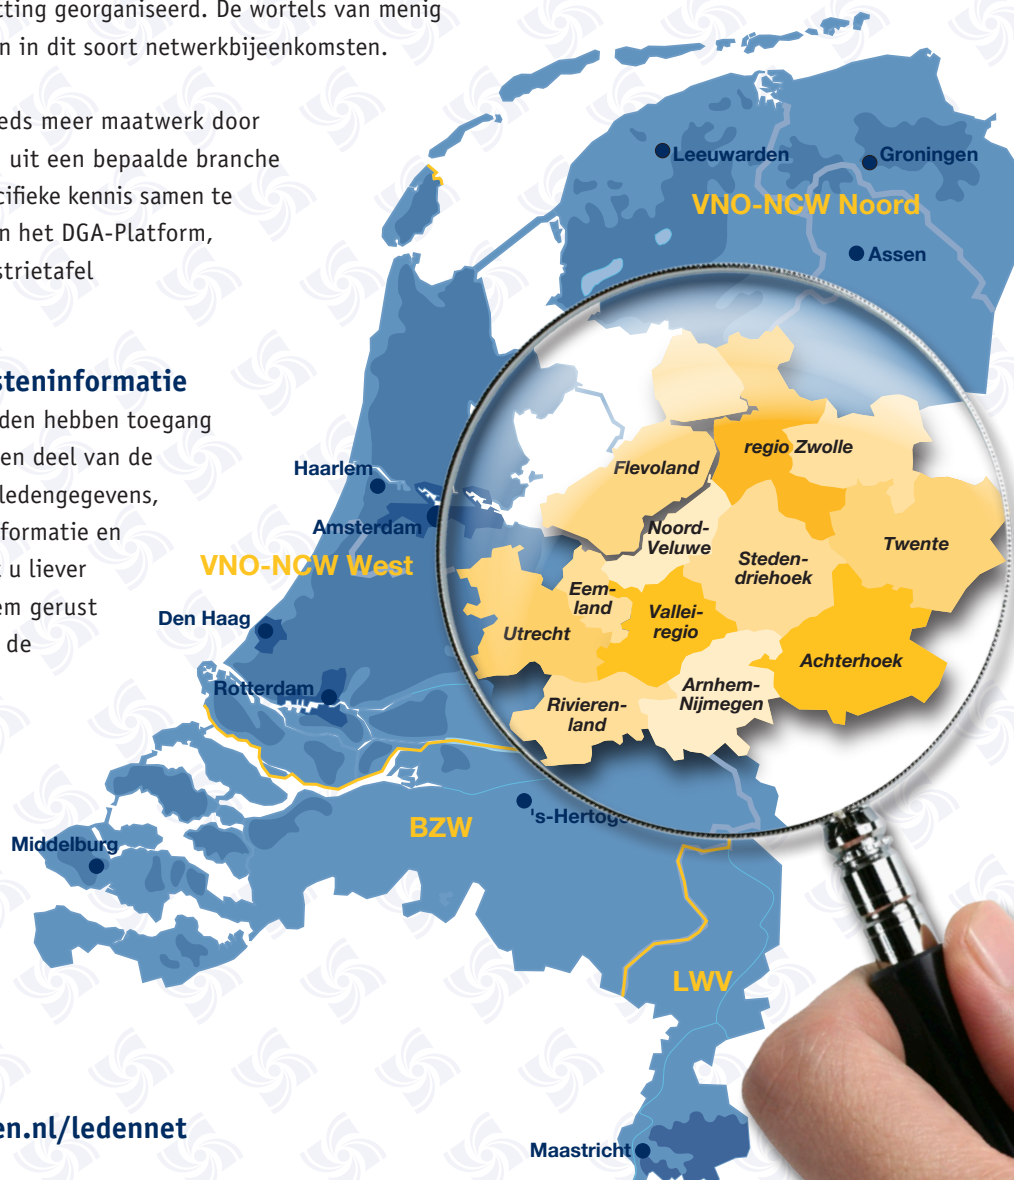 tting georganiseerd. De wortels van menig
n in dit soort netwerkbijeenkomsten.
eds meer maatwerk door
uit een bepaalde branche
cifieke kennis samen te
n het DGA-Platform,
strietafel
steninformatie
den hebben toegang
en deel van de
ledengegevens,
formatie en
u liever
em gerust
de
en.nl/ledennet
Leeuwarden
Groningen
VNO-NCW Noord
Assen
Haarlem
Amsterdam
VNO-NCW West
Den Haag
Rotterdam
Middelburg
BZW
's-Hertog
LWV
Maastricht
regio Zwolle
Flevoland
Noord-
Veluwe
Twente
Steden-
driehoek
Eem-
land
Vallei-
regio
Utrecht
Achterhoek
Arnhem-
Nijmegen
Rivieren-
land